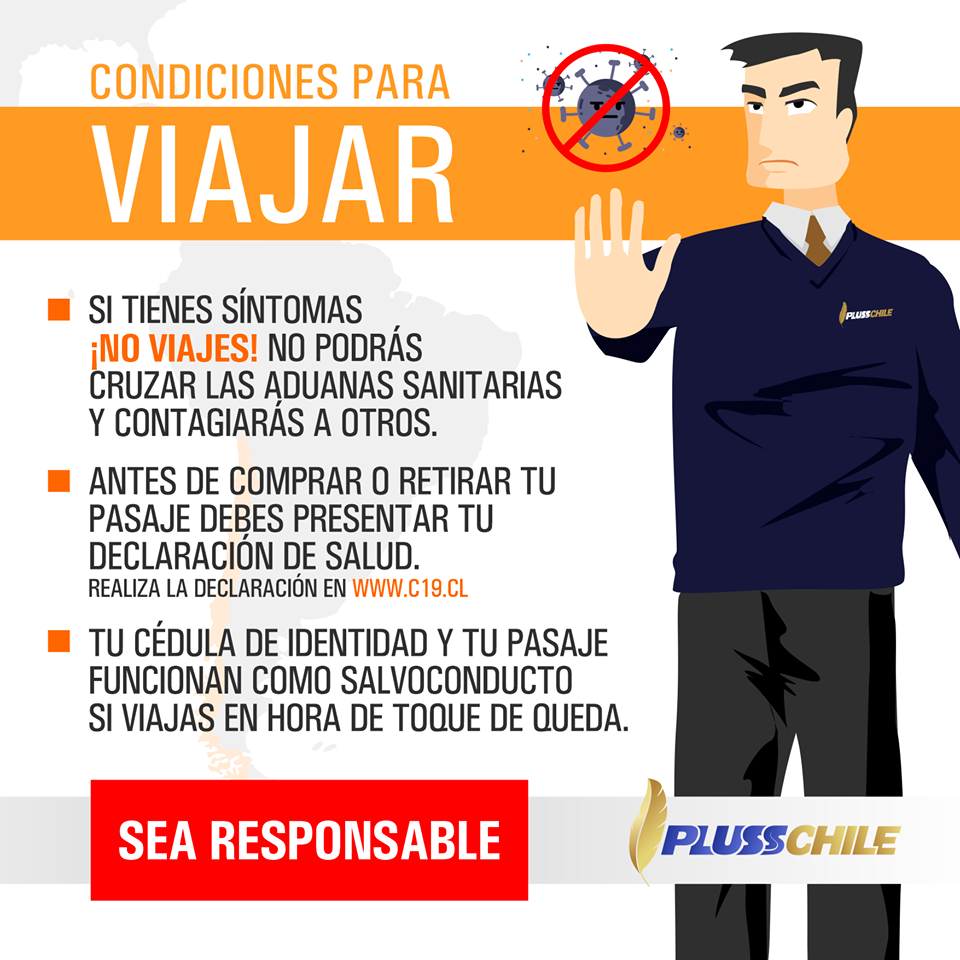 CONDICIONES PARA
VIAJAR
PLUSSCHILE
SI TIENES SÍNTOMAS
¡NO VIAJES! NO PODRÁS
CRUZAR LAS ADUANAS SANITARIAS
Y CONTAGIARÁS A OTROS.
ANTES DE COMPRAR O RETIRAR TU
PASAJE DEBES PRESENTAR TU
DECLARACIÓN DE SALUD.
REALIZA LA DECLARACIÓN EN WWW.C19.CL
TU CÉDULA DE IDENTIDAD Y TU PASAJE
FUNCIONAN COMO SALVOCONDUCTO
SI VIAJAS EN HORA DE TOQUE DE QUEDA.
SEA RESPONSABLE
PLUSSCHILE